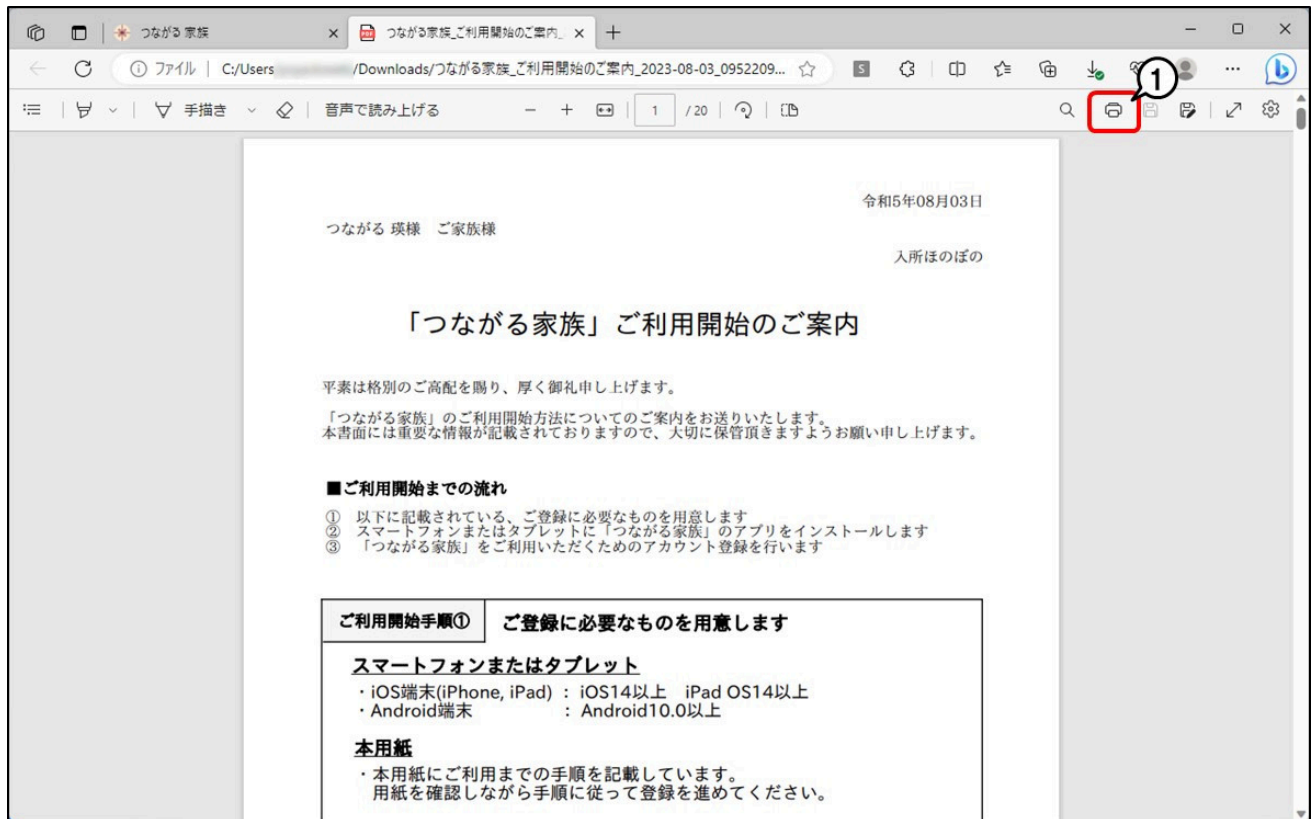 つながる 家族
つながる家族_ご利用開始のご案内_
ファイル C:/Users /Downloads/つながる家族_ご利用開始のご案内_2023-08-03_0952209...
①
手描き 音声で読み上げる 1 /20
令和5年08月03日
つながる 瑛様　ご家族様
入所ほのぼの
「つながる家族」ご利用開始のご案内
平素は格別のご高配を賜り、厚く御礼申し上げます。
「つながる家族」のご利用開始方法についてのご案内をお送りいたします。
本書面には重要な情報が記載されておりますので、大切に保管頂きますようお願い申し上げます。
■ご利用開始までの流れ
①　以下に記載されている、ご登録に必要なものを用意します
②　スマートフォンまたはタブレットに「つながる家族」のアプリをインストールします
③　「つながる家族」をご利用いただくためのアカウント登録を行います
ご利用開始手順①　ご登録に必要なものを用意します
スマートフォンまたはタブレット
・iOS端末(iPhone, iPad) ： iOS14以上　iPad OS14以上
・Android端末 ： Android10.0以上
本用紙
・本用紙にご利用までの手順を記載しています。
用紙を確認しながら手順に従って登録を進めてください。